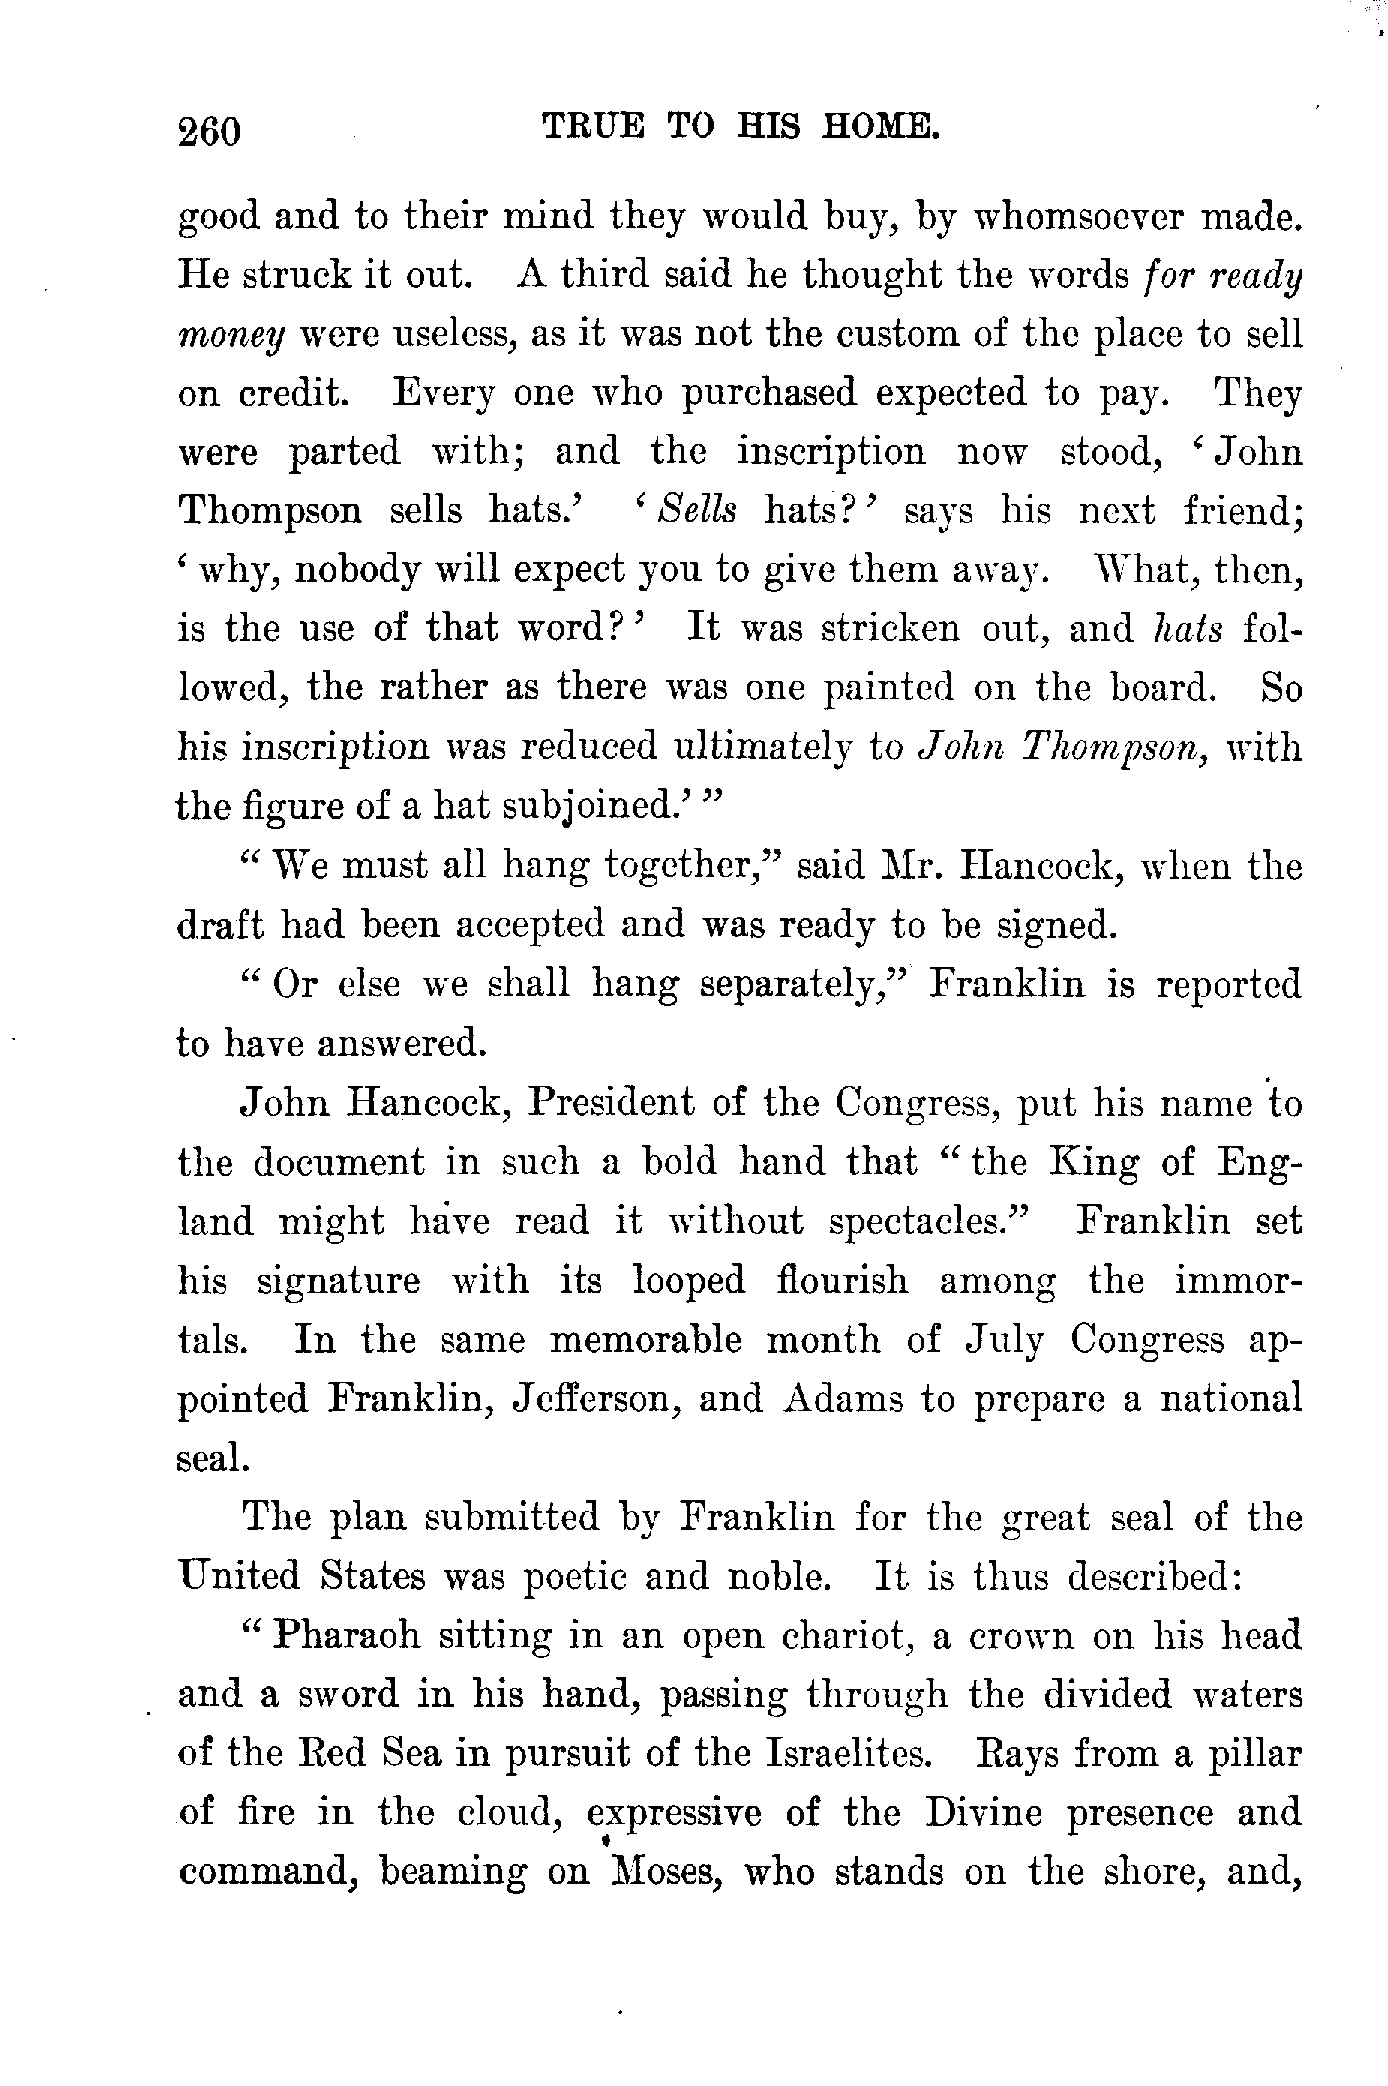 260 TRUE TO HIS HOME.
good and to their mind they would buy, by whomsoever made.
He struck it out. A third said he thought the words for ready
money were useless, as it was not the custom of the place to sell
on credit. Every one who purchased expected to pay. They
were parted with; and the inscription now stood, ‘John
Thompson sells hats.’ ‘Sells hats?’ says his next friend;
‘why, nobody will expect you to give them away. What, then,
is the use of that word?’ It was stricken out, and hats fol-
lowed, the rather as there was one painted on the board. So
his inscription was reduced ultimately to John Thompson, with
the figure of a hat subjoined.’”
“We must all hang together,” said Mr. Hancock, when the
draft had been accepted and was ready to be signed.
“Or else we shall hang separately,” Franklin is reported
to have answered.
John Hancock, President of the Congress, put his name to
the document in such a bold hand that “the King of Eng-
land might have read it without spectacles.” Franklin set
his signature with its looped flourish among the immor-
tals. In the same memorable month of July Congress ap-
pointed Franklin, Jefferson, and Adams to prepare a national
seal.
The plan submitted by Franklin for the great seal of the
United States was poetic and noble. It is thus described:
“Pharaoh sitting in an open chariot, a crown on his head
and a sword in his hand, passing through the divided waters
of the Red Sea in pursuit of the Israelites. Rays from a pillar
of fire in the cloud, expressive of the Divine presence and
command, beaming on Moses, who stands on the shore, and,